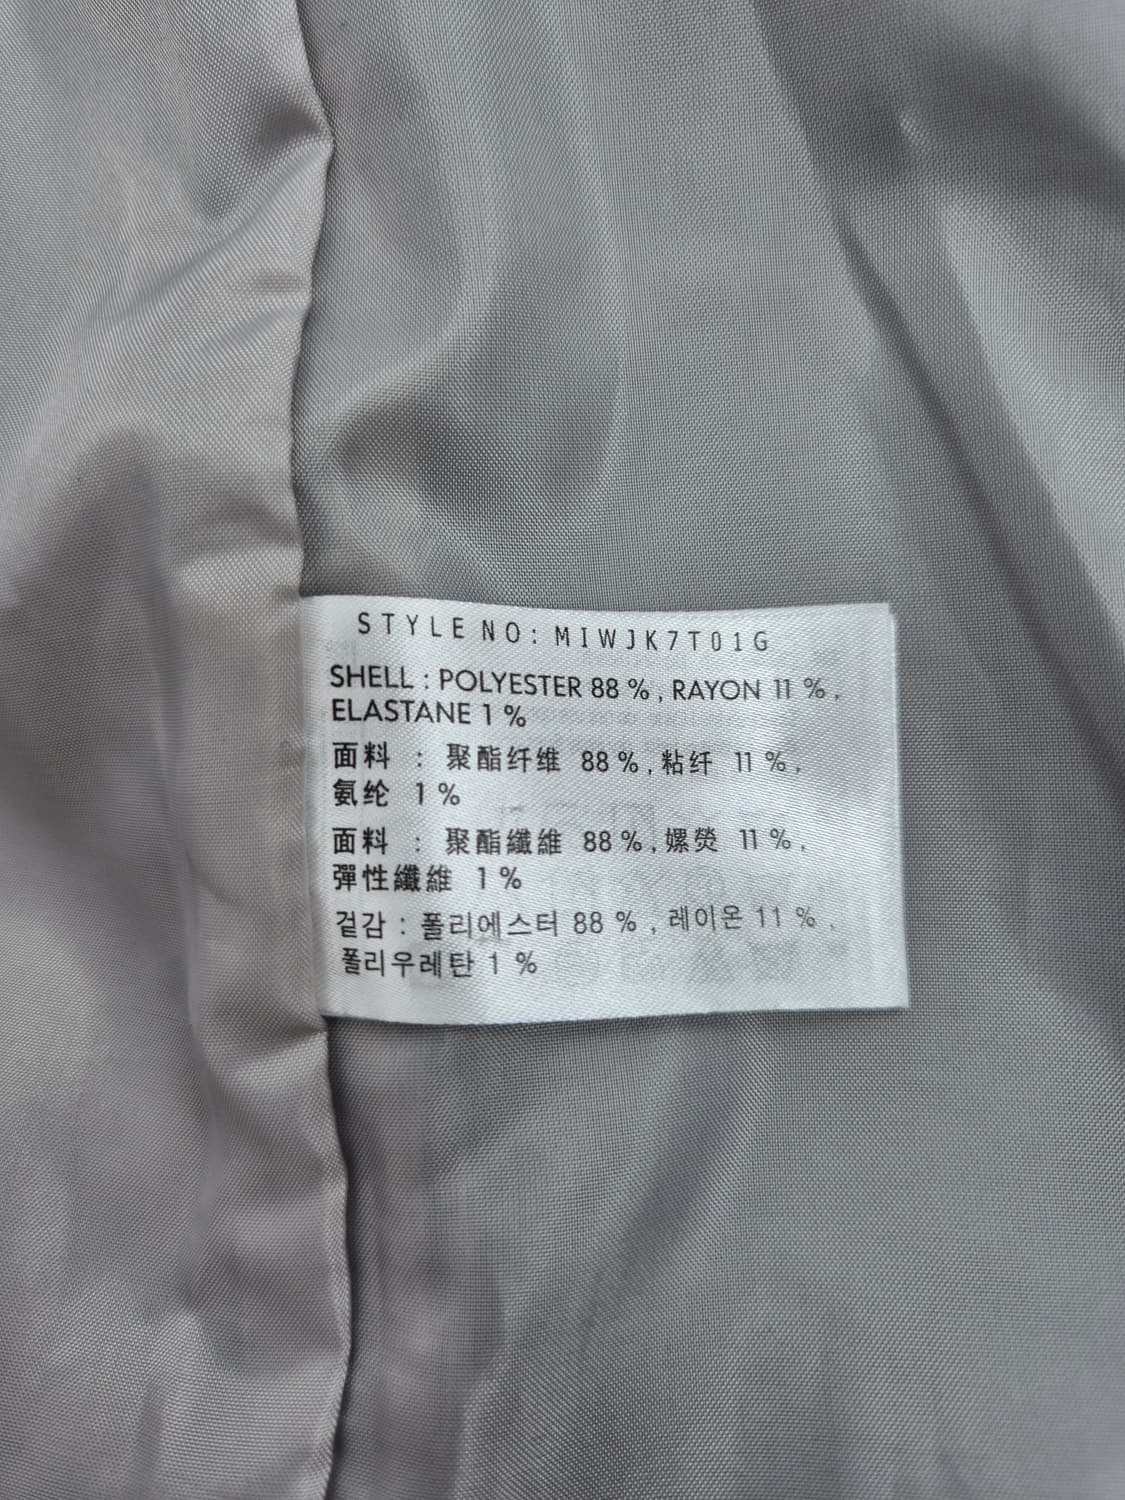 STYLE NO: MIWJK7T01G
SHELL : POLYESTER 88 % , RAYON 11 % ,
ELASTANE 1 %
面料 : 聚酯纤维 88 % , 粘纤 11 % ,
氨纶 1 %
面料 : 聚酯纖維 88 % , 嫘熒 11 % ,
彈性纖維 1 %
겉감 : 폴리에스터 88 % , 레이온 11 % ,
폴리우레탄 1 %